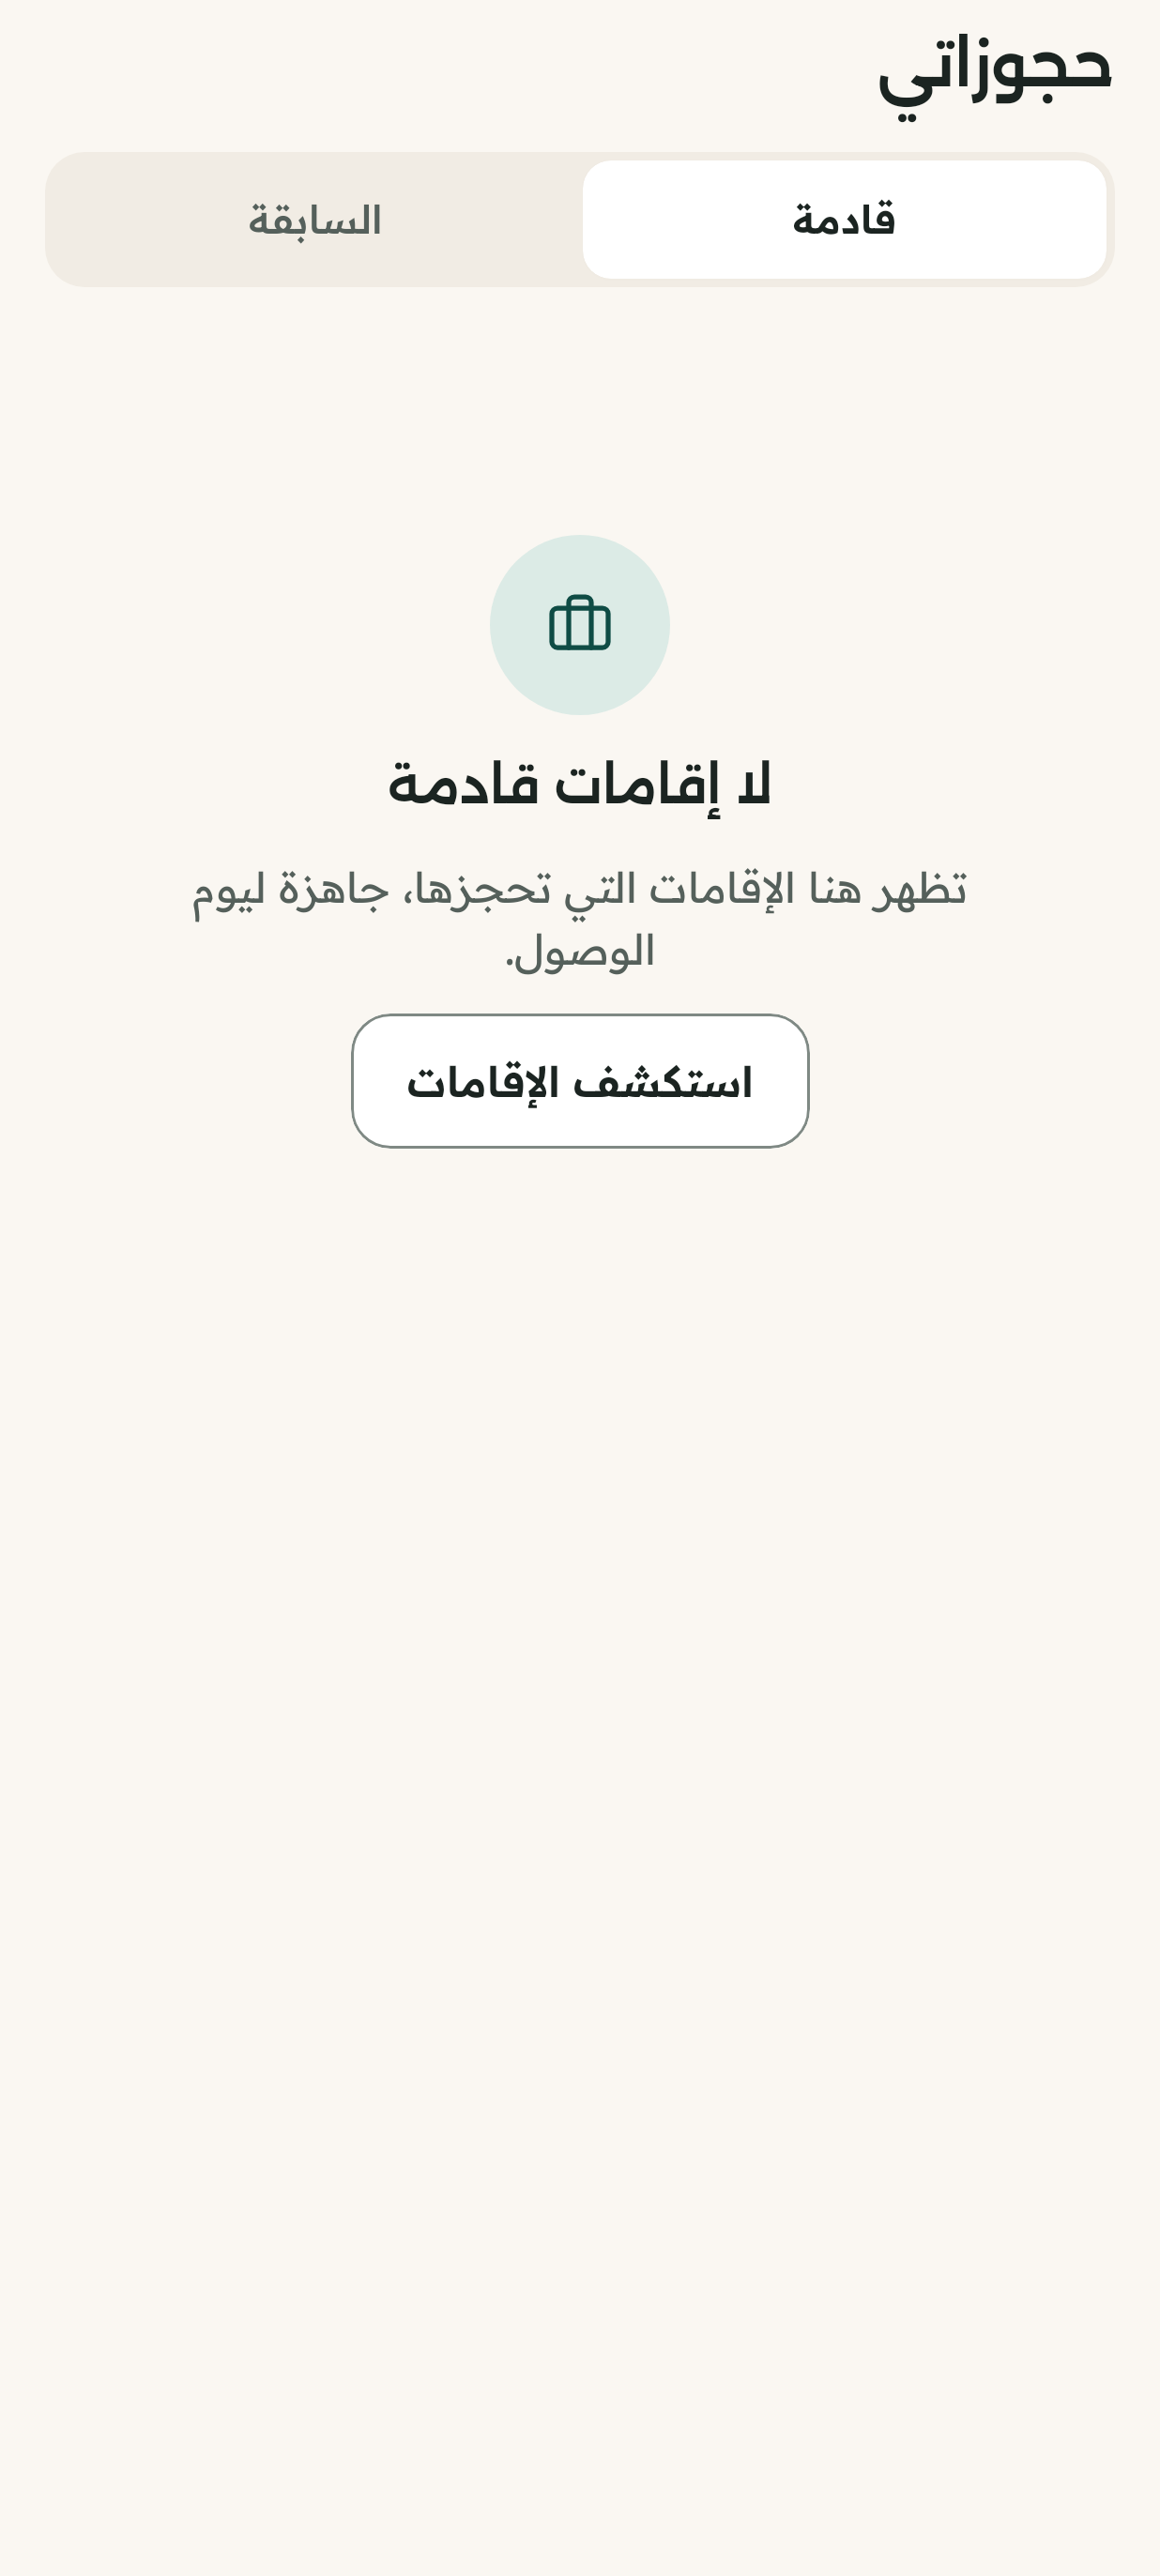 حجوزاتي
قادمة
السابقة
لا إقامات قادمة
تظهر هنا الإقامات التي تحجزها، جاهزة ليوم
الوصول.
استكشف الإقامات